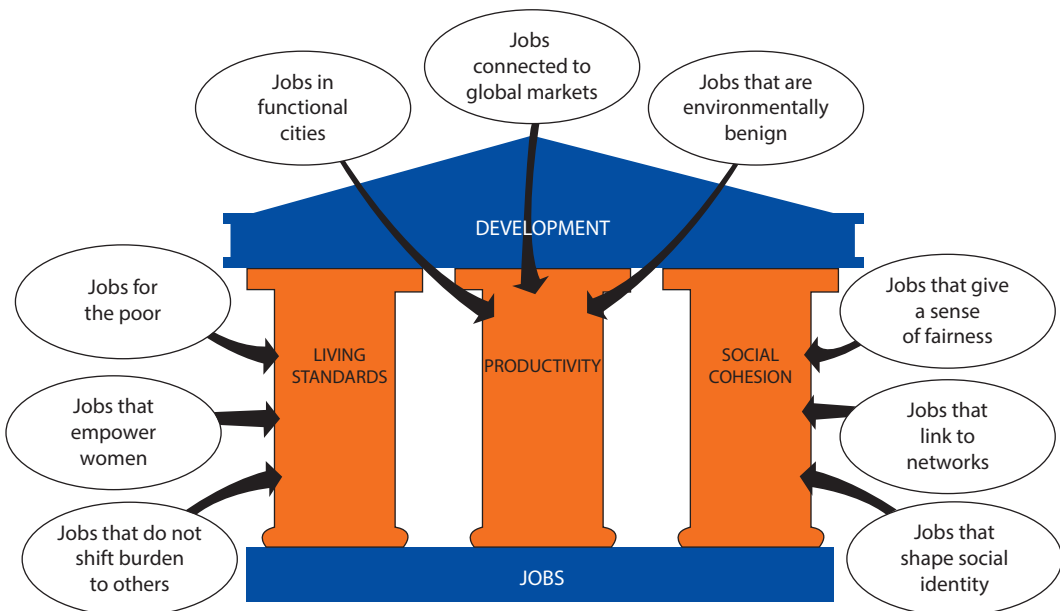 Jobs
connected to
global markets
Jobs in
functional
cities
Jobs that are
environmentally
benign
DEVELOPMENT
Jobs for
the poor
Jobs that
empower
women
Jobs that do not
shift burden
to others
LIVING
STANDARDS
PRODUCTIVITY
SOCIAL
COHESION
Jobs that give
a sense
of fairness
Jobs that
link to
networks
Jobs that
shape social
identity
JOBS